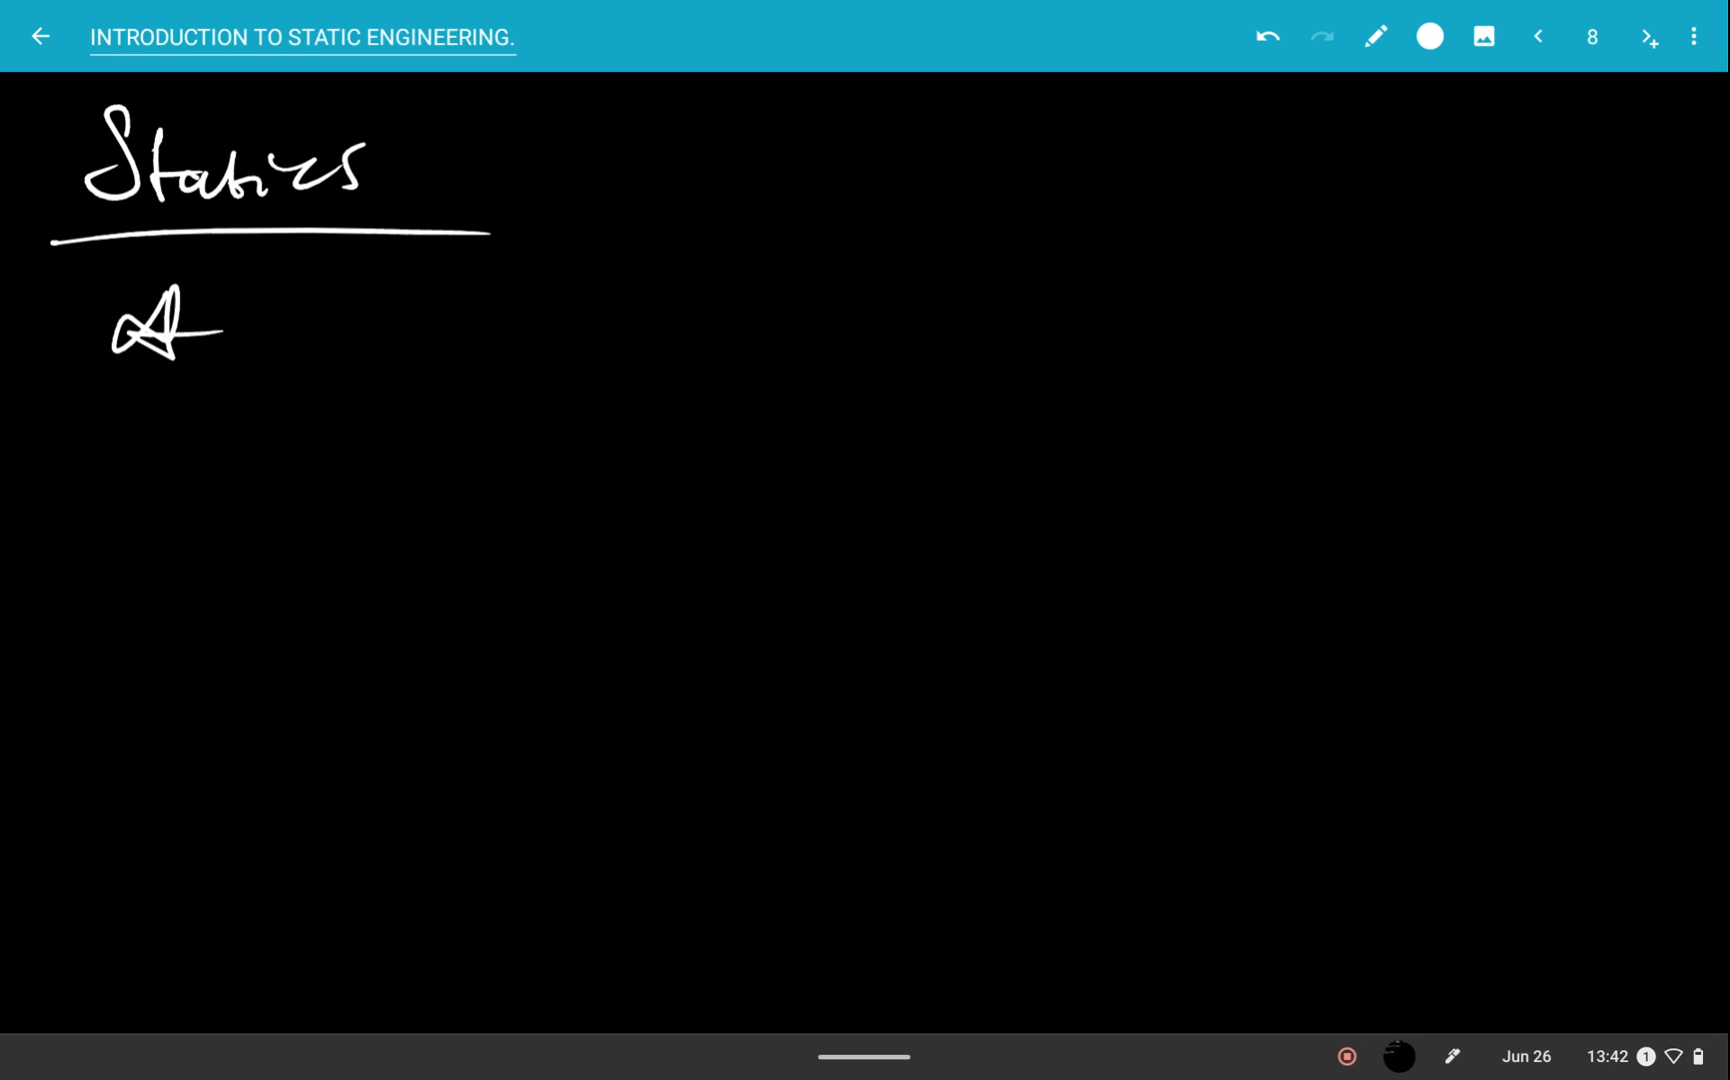 INTRODUCTION TO STATIC ENGINEERING.
8
Statics
Jun 26
13:42
1